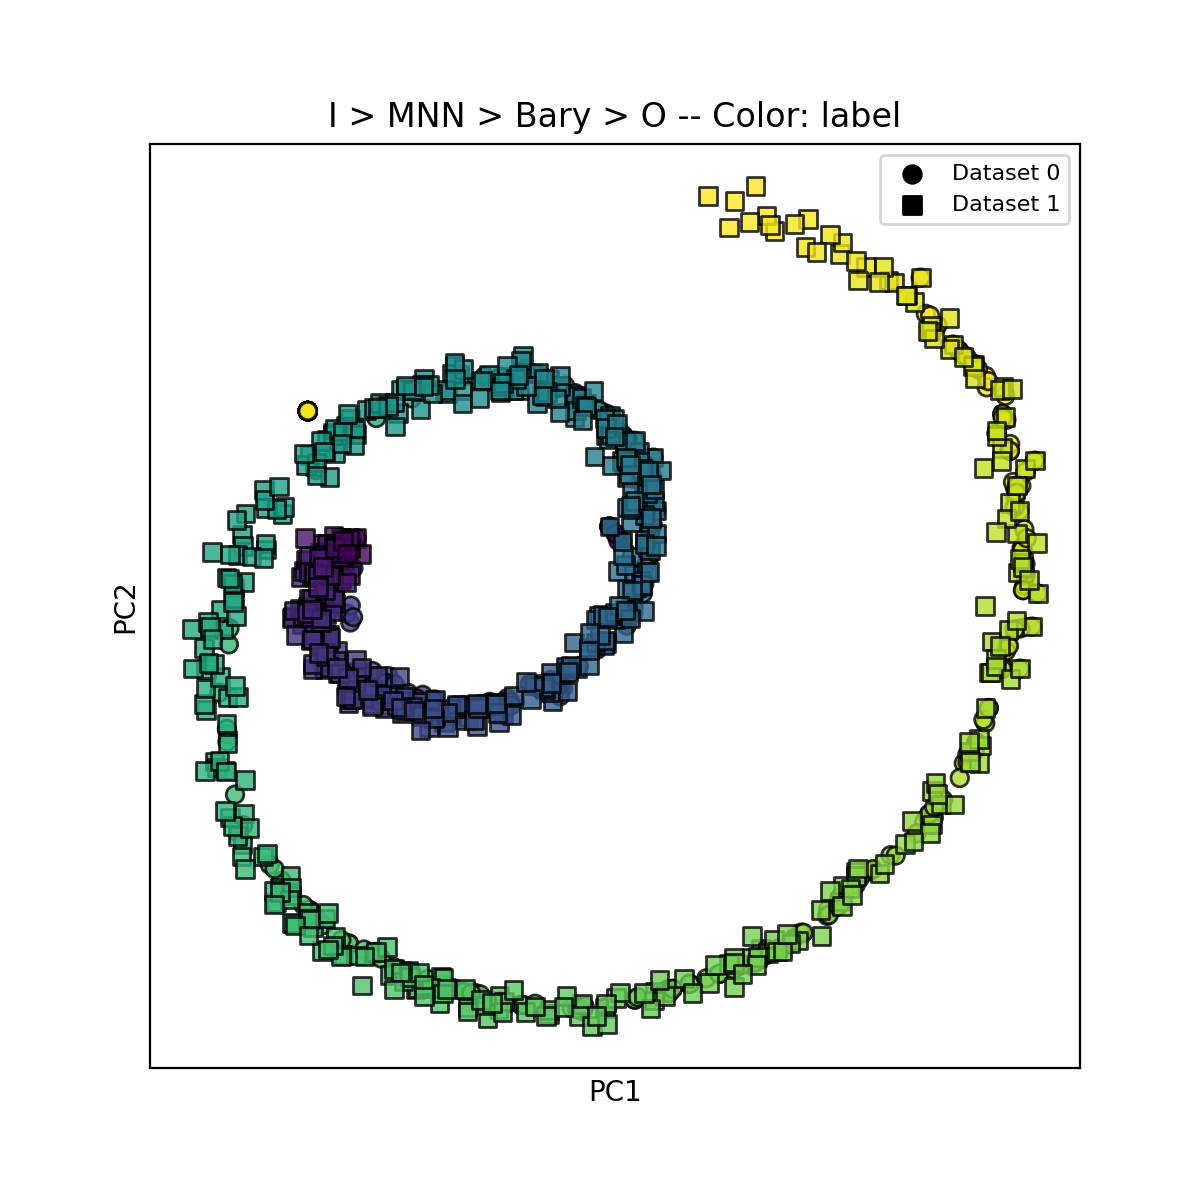 I > MNN > Bary > O -- Color: label
Dataset 0
Dataset 1
PC2
PC1